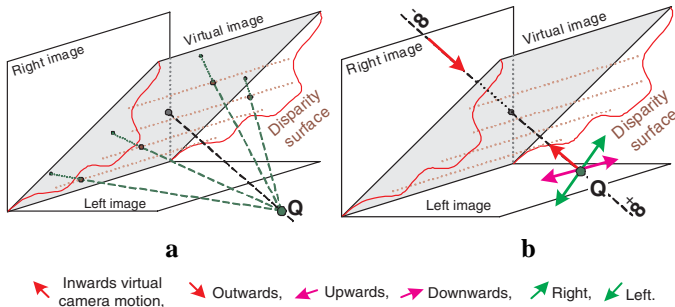 Right image
Virtual image
Disparity
surface
Left image
Q
a
-∞
Right image
Virtual image
Disparity
surface
Left image
Q
+∞
b
Inwards virtual
camera motion,
Outwards,
Upwards,
Downwards,
Right,
Left.